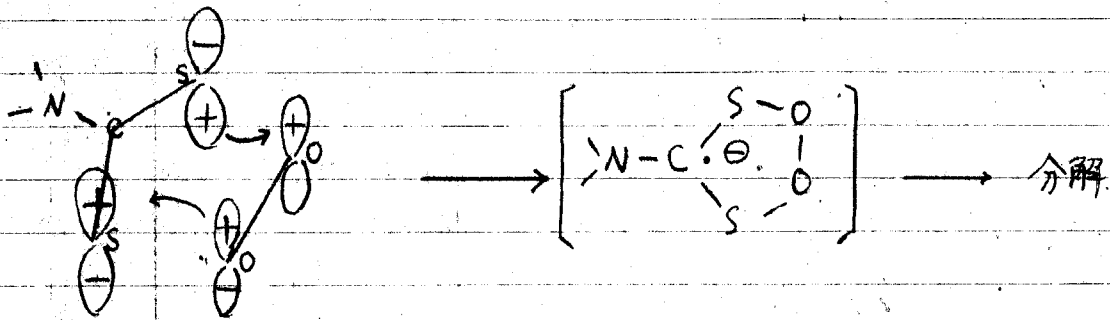 − S
N C + + O
+ S + O − −
[ >N-C·⊖ S-O O S ] 分解